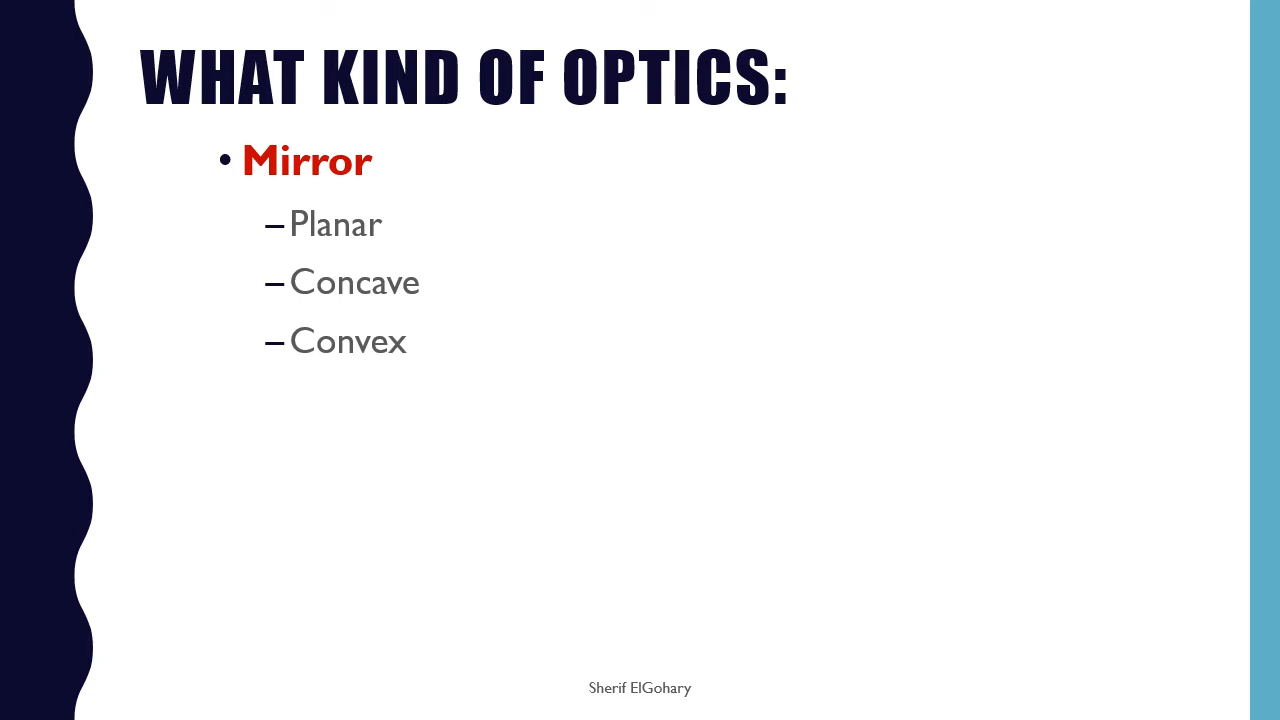 WHAT KIND OF OPTICS:
• Mirror
– Planar
– Concave
– Convex
Sherif ElGohary